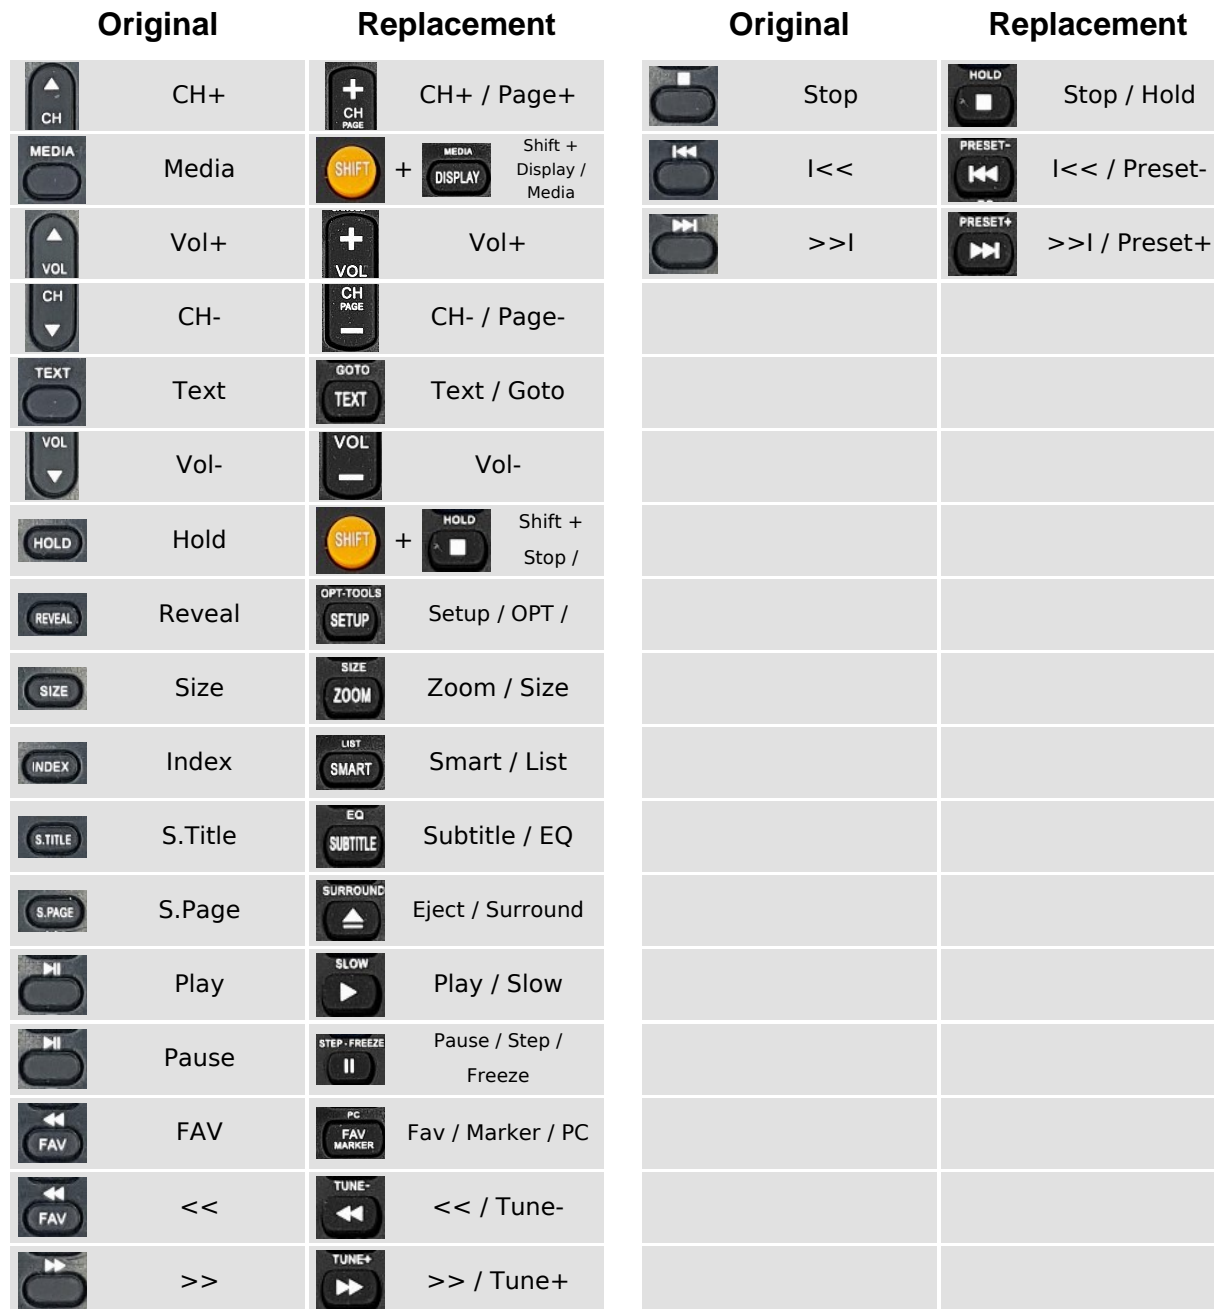 Original Replacement Original Replacement
CH CH+ + CH PAGE CH+ / Page+ Stop HOLD Stop / Hold
MEDIA Media SHIFT + MEDIA DISPLAY Shift + Display / Media I<< PRESET- I<< / Preset-
VOL Vol+ + VOL Vol+ >>I PRESET+ >>I / Preset+
CH CH- CH PAGE CH- / Page-
TEXT Text GOTO TEXT Text / Goto
VOL Vol- VOL Vol-
HOLD Hold SHIFT + HOLD Shift + Stop /
REVEAL Reveal OPT-TOOLS SETUP Setup / OPT /
SIZE Size SIZE ZOOM Zoom / Size
INDEX Index LIST SMART Smart / List
S.TITLE S.Title EQ SUBTITLE Subtitle / EQ
S.PAGE S.Page SURROUND Eject / Surround
Play SLOW Play / Slow
Pause STEP-FREEZE Pause / Step / Freeze
FAV FAV PC FAV MARKER Fav / Marker / PC
FAV << TUNE- << / Tune-
>> TUNE+ >> / Tune+